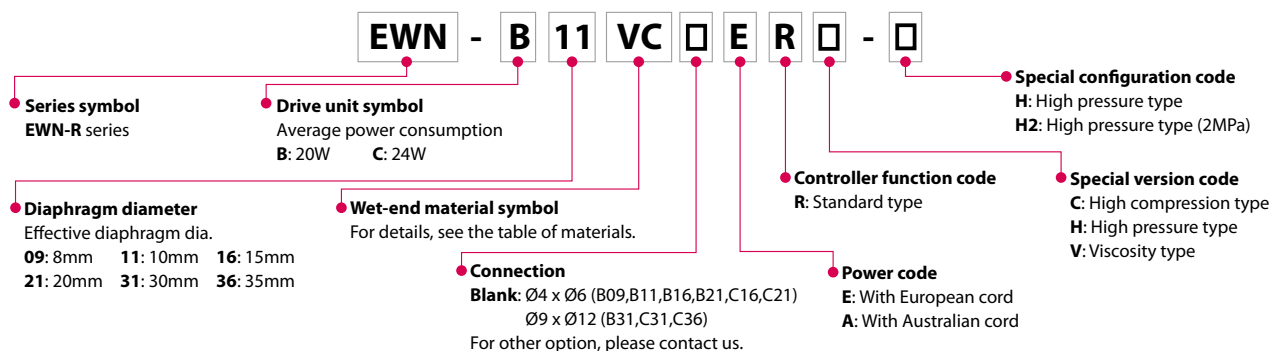 EWN - B 11 VC □ E R □ - □
Series symbol
EWN-R series
Drive unit symbol
Average power consumption
B: 20W C: 24W
Special configuration code
H: High pressure type
H2: High pressure type (2MPa)
Diaphragm diameter
Effective diaphragm dia.
09: 8mm 11: 10mm 16: 15mm
21: 20mm 31: 30mm 36: 35mm
Wet-end material symbol
For details, see the table of materials.
Controller function code
R: Standard type
Special version code
C: High compression type
H: High pressure type
V: Viscosity type
Connection
Blank: Ø4 x Ø6 (B09,B11,B16,B21,C16,C21)
Ø9 x Ø12 (B31,C31,C36)
For other option, please contact us.
Power code
E: With European cord
A: With Australian cord